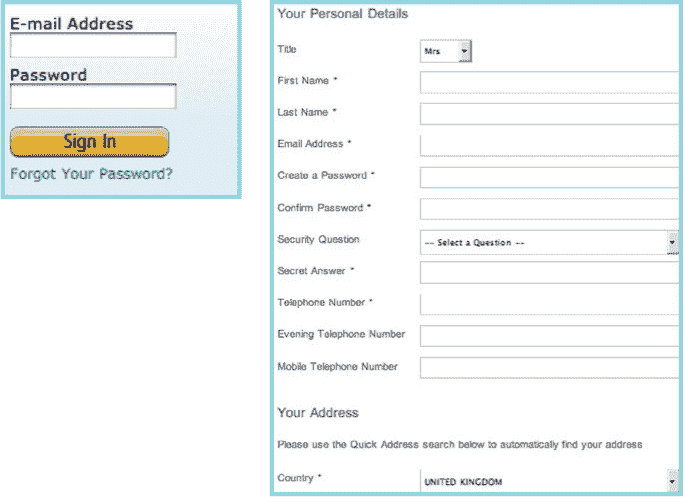 E-mail Address
Password
Sign In
Forgot Your Password?
Your Personal Details
Title Mrs
First Name *
Last Name *
Email Address *
Create a Password *
Confirm Password *
Security Question -- Select a Question --
Secret Answer *
Telephone Number *
Evening Telephone Number
Mobile Telephone Number
Your Address
Please use the Quick Address search below to automatically find your address
Country * UNITED KINGDOM